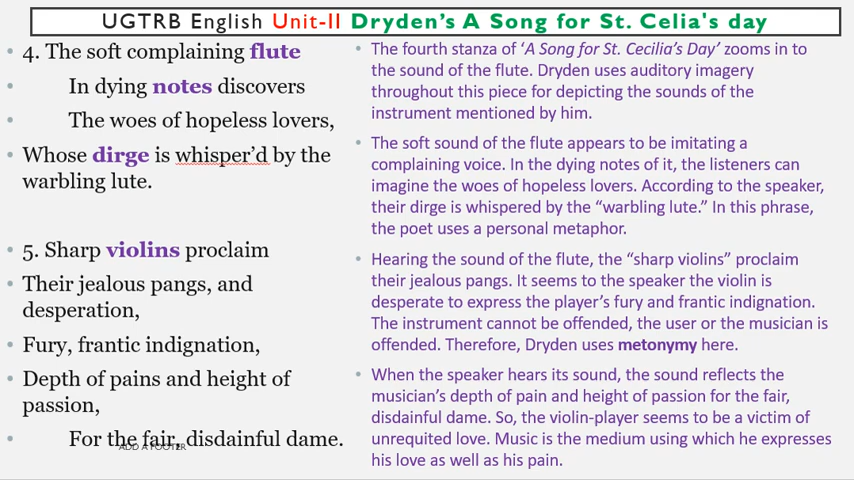 UGTRB English Unit-II Dryden's A Song for St. Celia's day
4. The soft complaining flute
In dying notes discovers
The woes of hopeless lovers,
Whose dirge is whisper'd by the
warbling lute.
5. Sharp violins proclaim
Their jealous pangs, and
desperation,
Fury, frantic indignation,
Depth of pains and height of
passion,
For the fair, disdainful dame.
ADD A FOOTER
The fourth stanza of ‘A Song for St. Cecilia’s Day’ zooms in to
the sound of the flute. Dryden uses auditory imagery
throughout this piece for depicting the sounds of the
instrument mentioned by him.
The soft sound of the flute appears to be imitating a
complaining voice. In the dying notes of it, the listeners can
imagine the woes of hopeless lovers. According to the speaker,
their dirge is whispered by the “warbling lute.” In this phrase,
the poet uses a personal metaphor.
Hearing the sound of the flute, the “sharp violins” proclaim
their jealous pangs. It seems to the speaker the violin is
desperate to express the player’s fury and frantic indignation.
The instrument cannot be offended, the user or the musician is
offended. Therefore, Dryden uses metonymy here.
When the speaker hears its sound, the sound reflects the
musician’s depth of pain and height of passion for the fair,
disdainful dame. So, the violin-player seems to be a victim of
unrequited love. Music is the medium using which he expresses
his love as well as his pain.